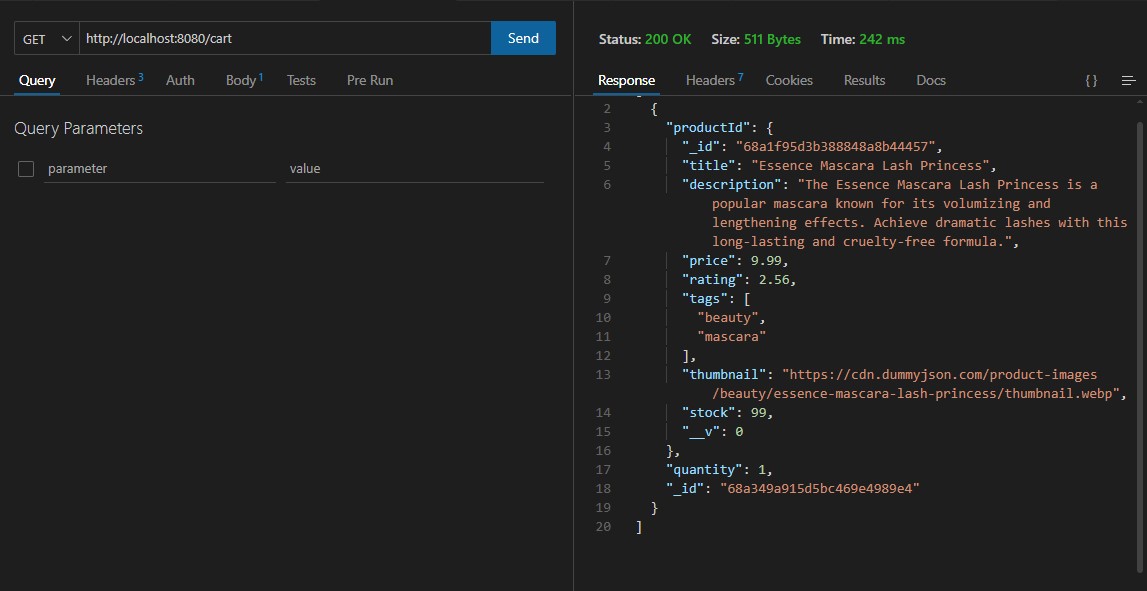 GET http://localhost:8080/cart Send
Query Headers 3 Auth Body 1 Tests Pre Run
Query Parameters
parameter value
Status: 200 OK Size: 511 Bytes Time: 242 ms
Response Headers 7 Cookies Results Docs {}
2 {
3 "productId": {
4 "_id": "68a1f95d3b388848a8b44457",
5 "title": "Essence Mascara Lash Princess",
6 "description": "The Essence Mascara Lash Princess is a
popular mascara known for its volumizing and
lengthening effects. Achieve dramatic lashes with this
long-lasting and cruelty-free formula.",
7 "price": 9.99,
8 "rating": 2.56,
9 "tags": [
10 "beauty",
11 "mascara"
12 ],
13 "thumbnail": "https://cdn.dummyjson.com/product-images
/beauty/essence-mascara-lash-princess/thumbnail.webp",
14 "stock": 99,
15 "__v": 0
16 },
17 "quantity": 1,
18 "_id": "68a349a915d5bc469e4989e4"
19 }
20 ]